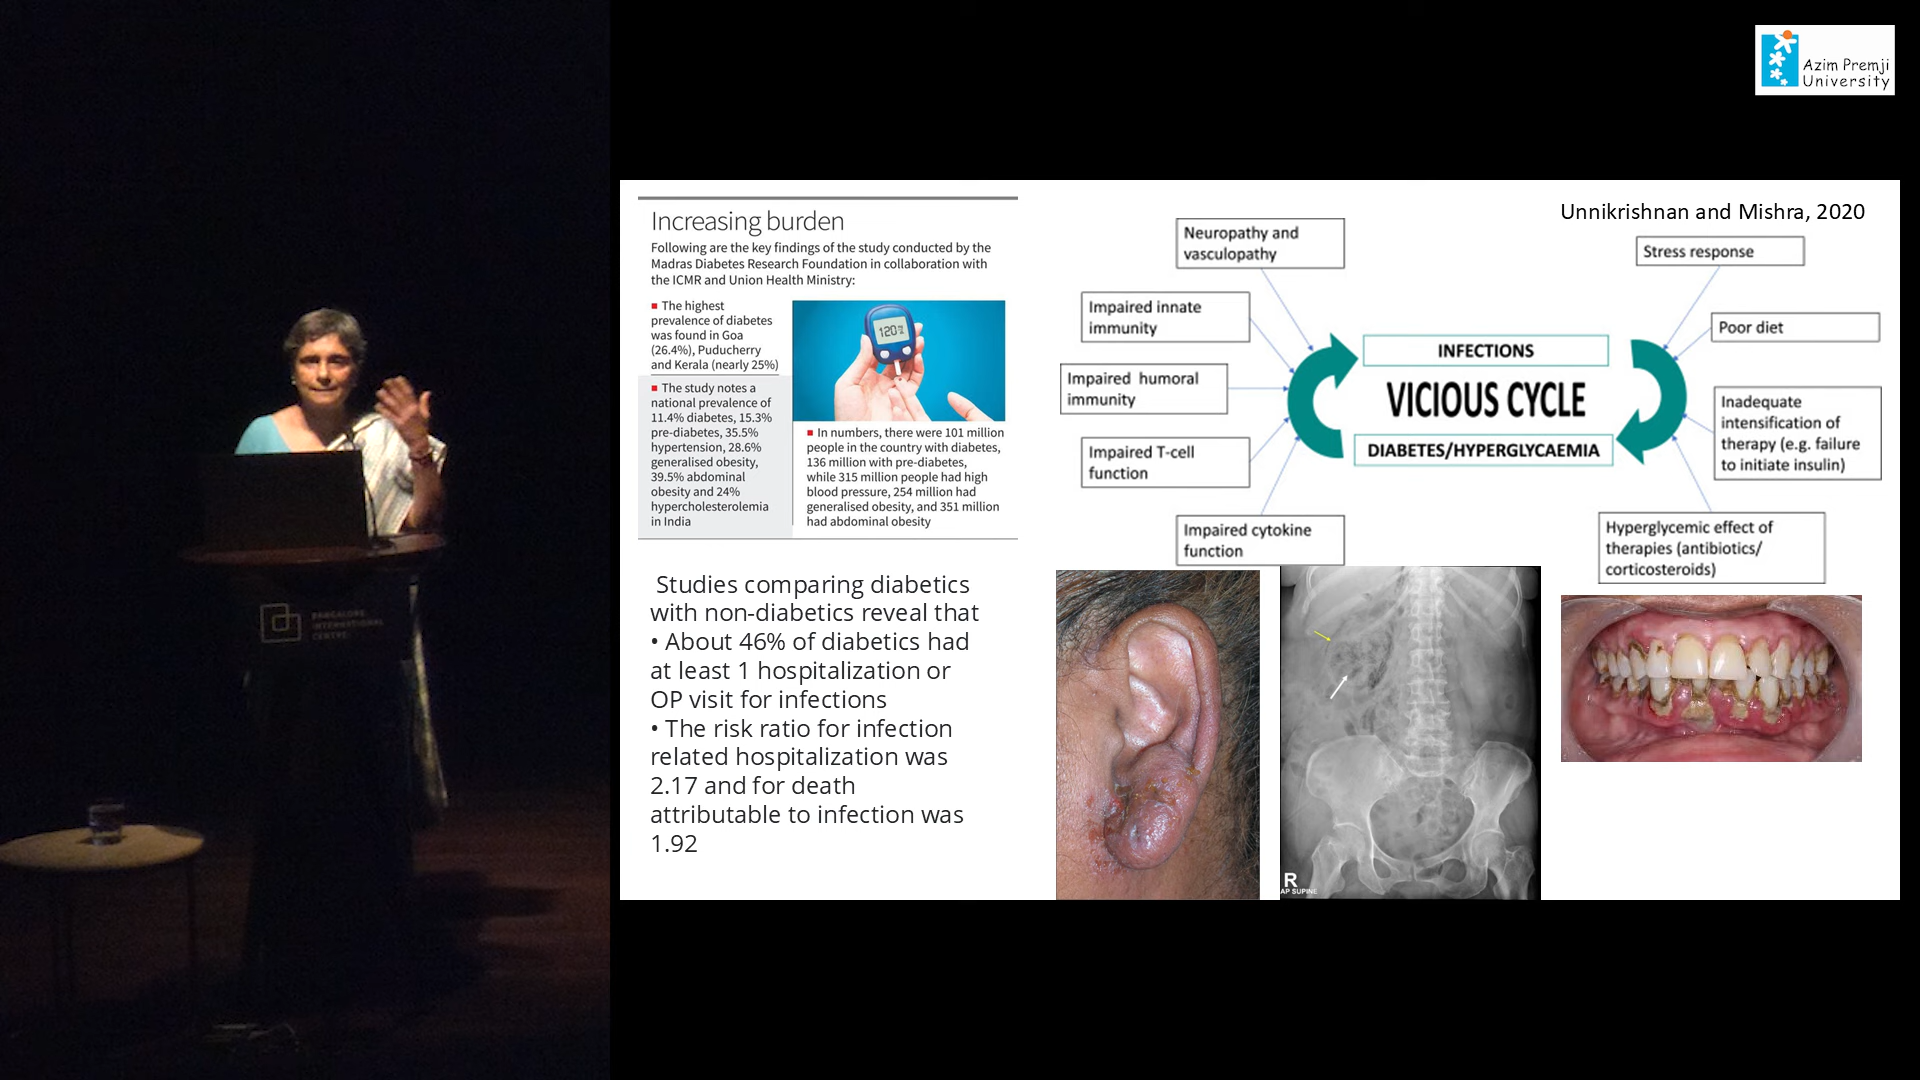 Azim Premji
University
Increasing burden
Following are the key findings of the study conducted by the
Madras Diabetes Research Foundation in collaboration with
the ICMR and Union Health Ministry:
■ The highest
prevalence of diabetes
was found in Goa
(26.4%), Puducherry
and Kerala (nearly 25%)
■ The study notes a
national prevalence of
11.4% diabetes, 15.3%
pre-diabetes, 35.5%
hypertension, 28.6%
generalised obesity,
39.5% abdominal
obesity and 24%
hypercholesterolemia
in India
120
■ In numbers, there were 101 million
people in the country with diabetes,
136 million with pre-diabetes,
while 315 million people had high
blood pressure, 254 million had
generalised obesity, and 351 million
had abdominal obesity
Studies comparing diabetics
with non-diabetics reveal that
• About 46% of diabetics had
at least 1 hospitalization or
OP visit for infections
• The risk ratio for infection
related hospitalization was
2.17 and for death
attributable to infection was
1.92
Unnikrishnan and Mishra, 2020
Neuropathy and
vasculopathy
Impaired innate
immunity
Impaired humoral
immunity
Impaired T-cell
function
Impaired cytokine
function
INFECTIONS
VICIOUS CYCLE
DIABETES/HYPERGLYCAEMIA
Stress response
Poor diet
Inadequate
intensification of
therapy (e.g. failure
to initiate insulin)
Hyperglycemic effect of
therapies (antibiotics/
corticosteroids)
R
AP SUPINE
BANGALORE
INTERNATIONAL
CENTRE